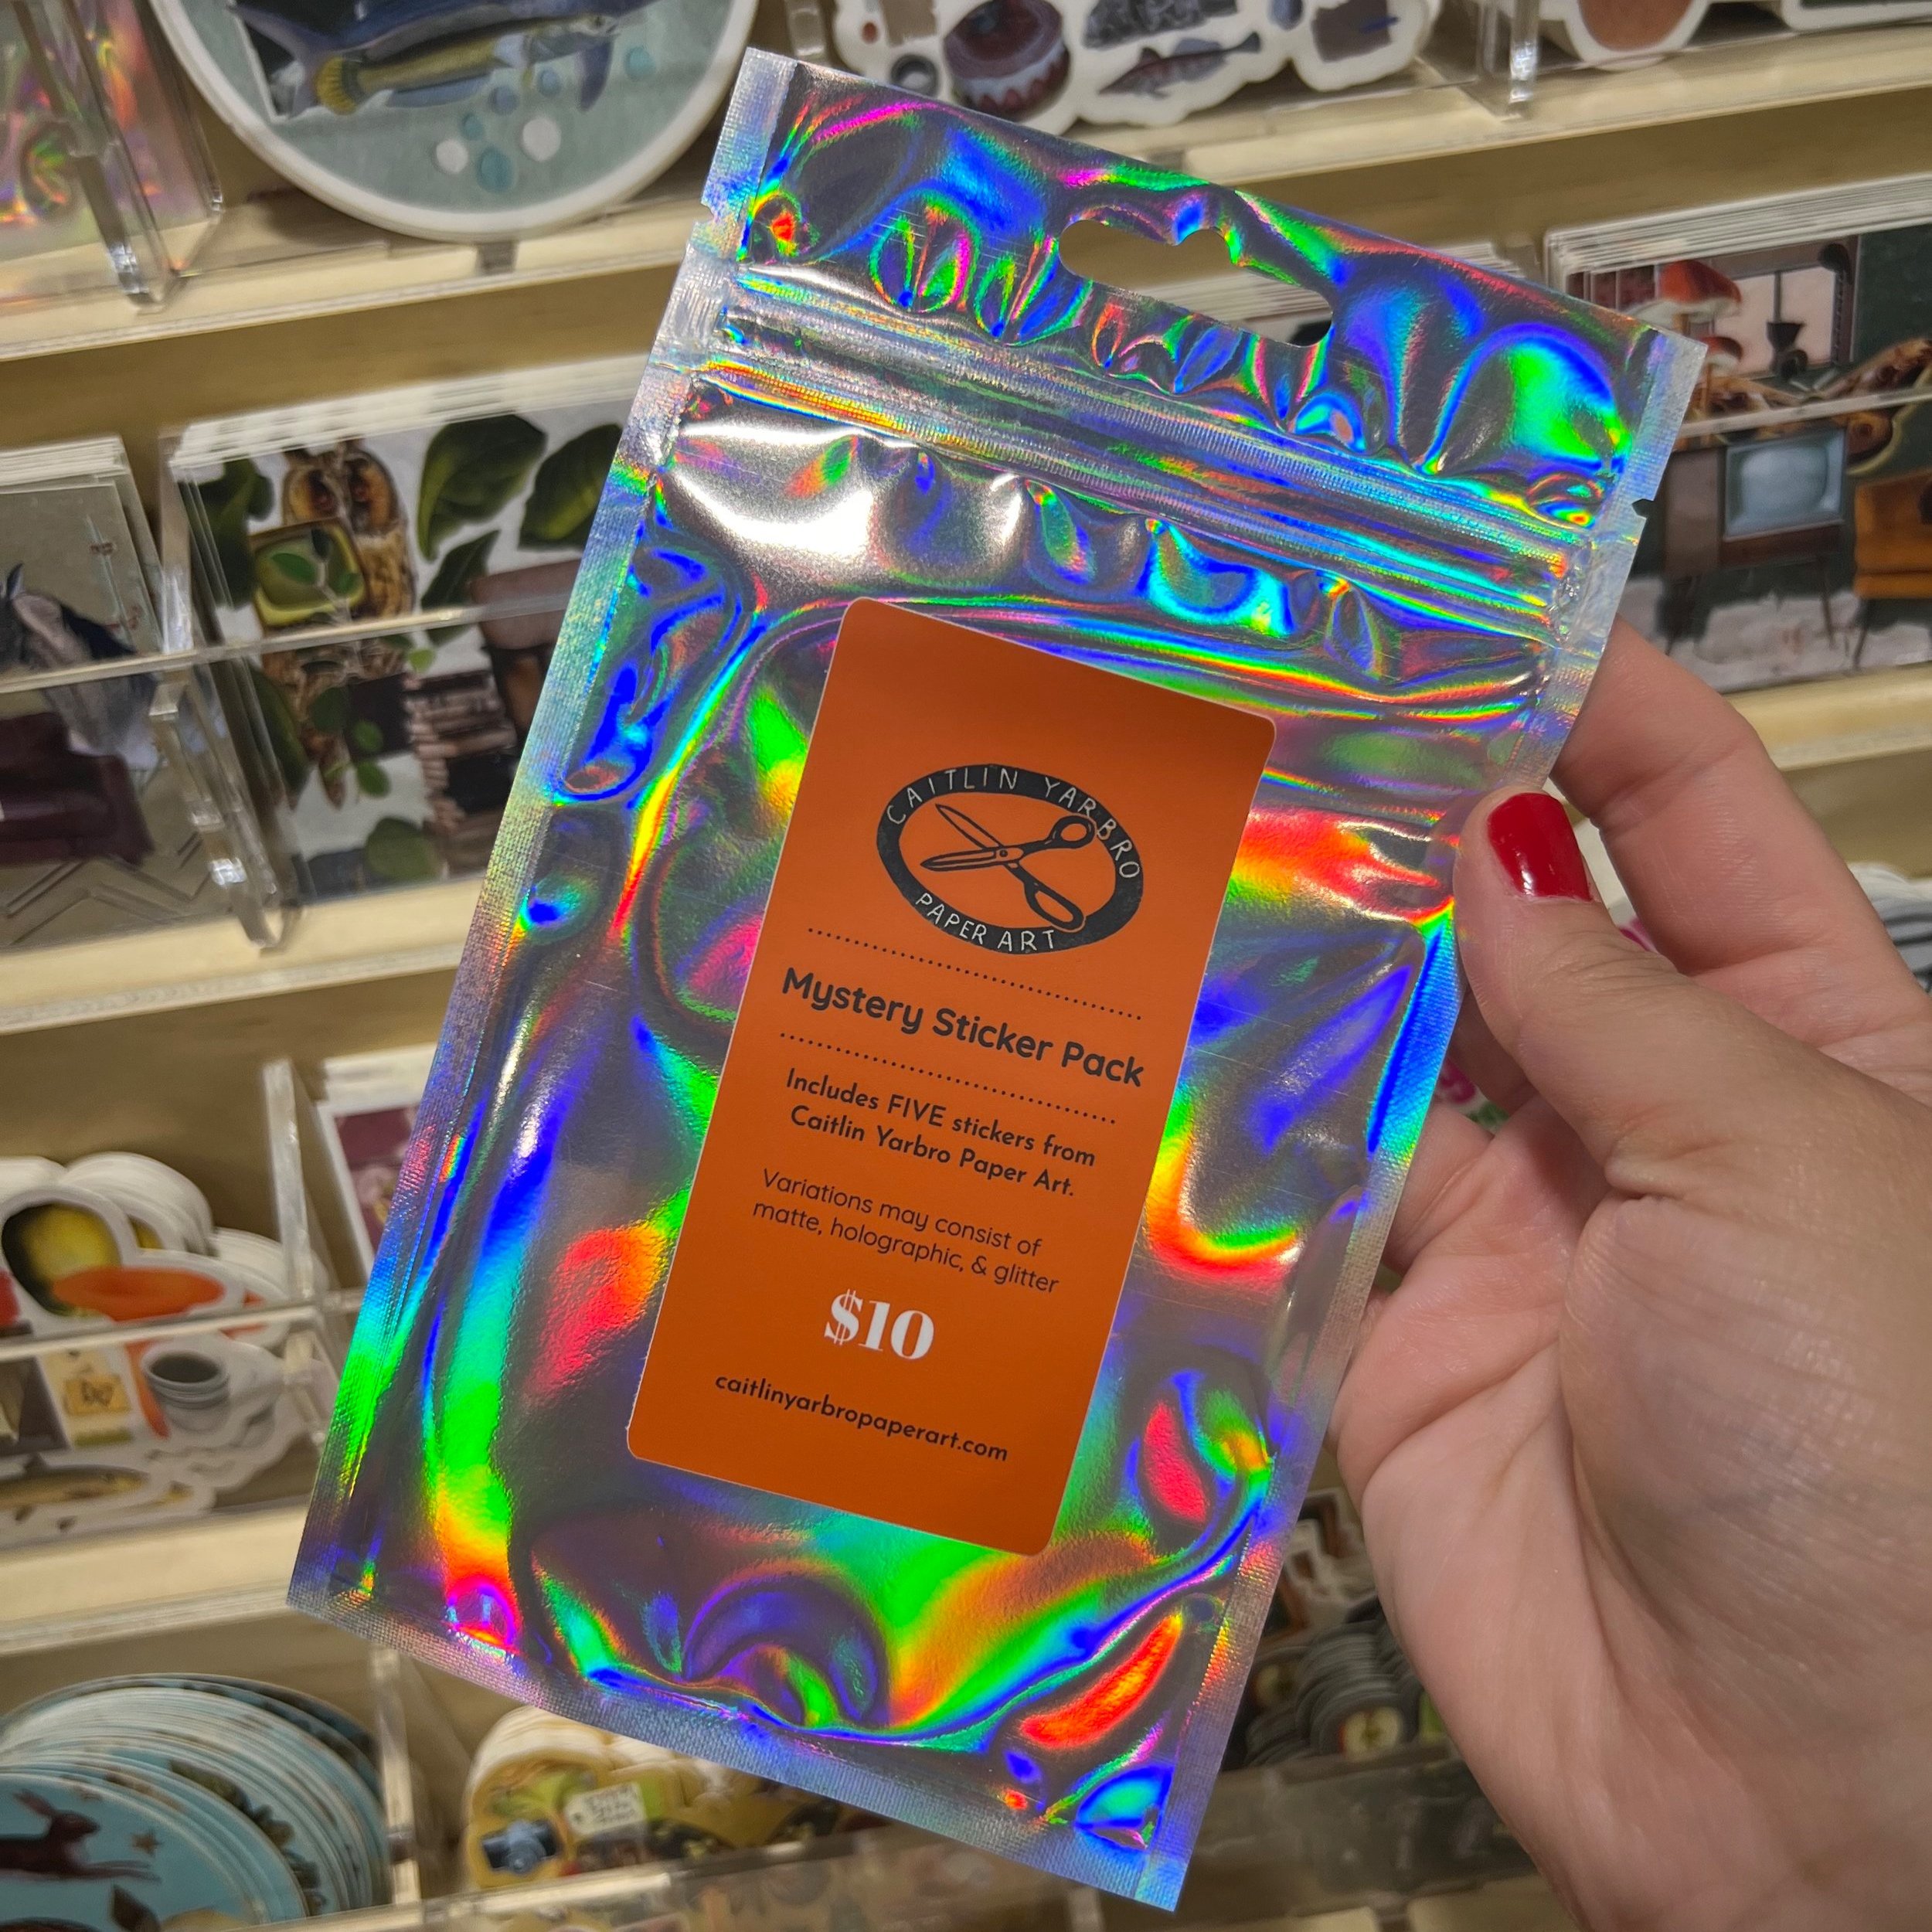 CAITLIN YARBRO
PAPER ART
Mystery Sticker Pack
Includes FIVE stickers from
Caitlin Yarbro Paper Art.
Variations may consist of
matte, holographic, & glitter
$10
caitlinyarbropaperart.com